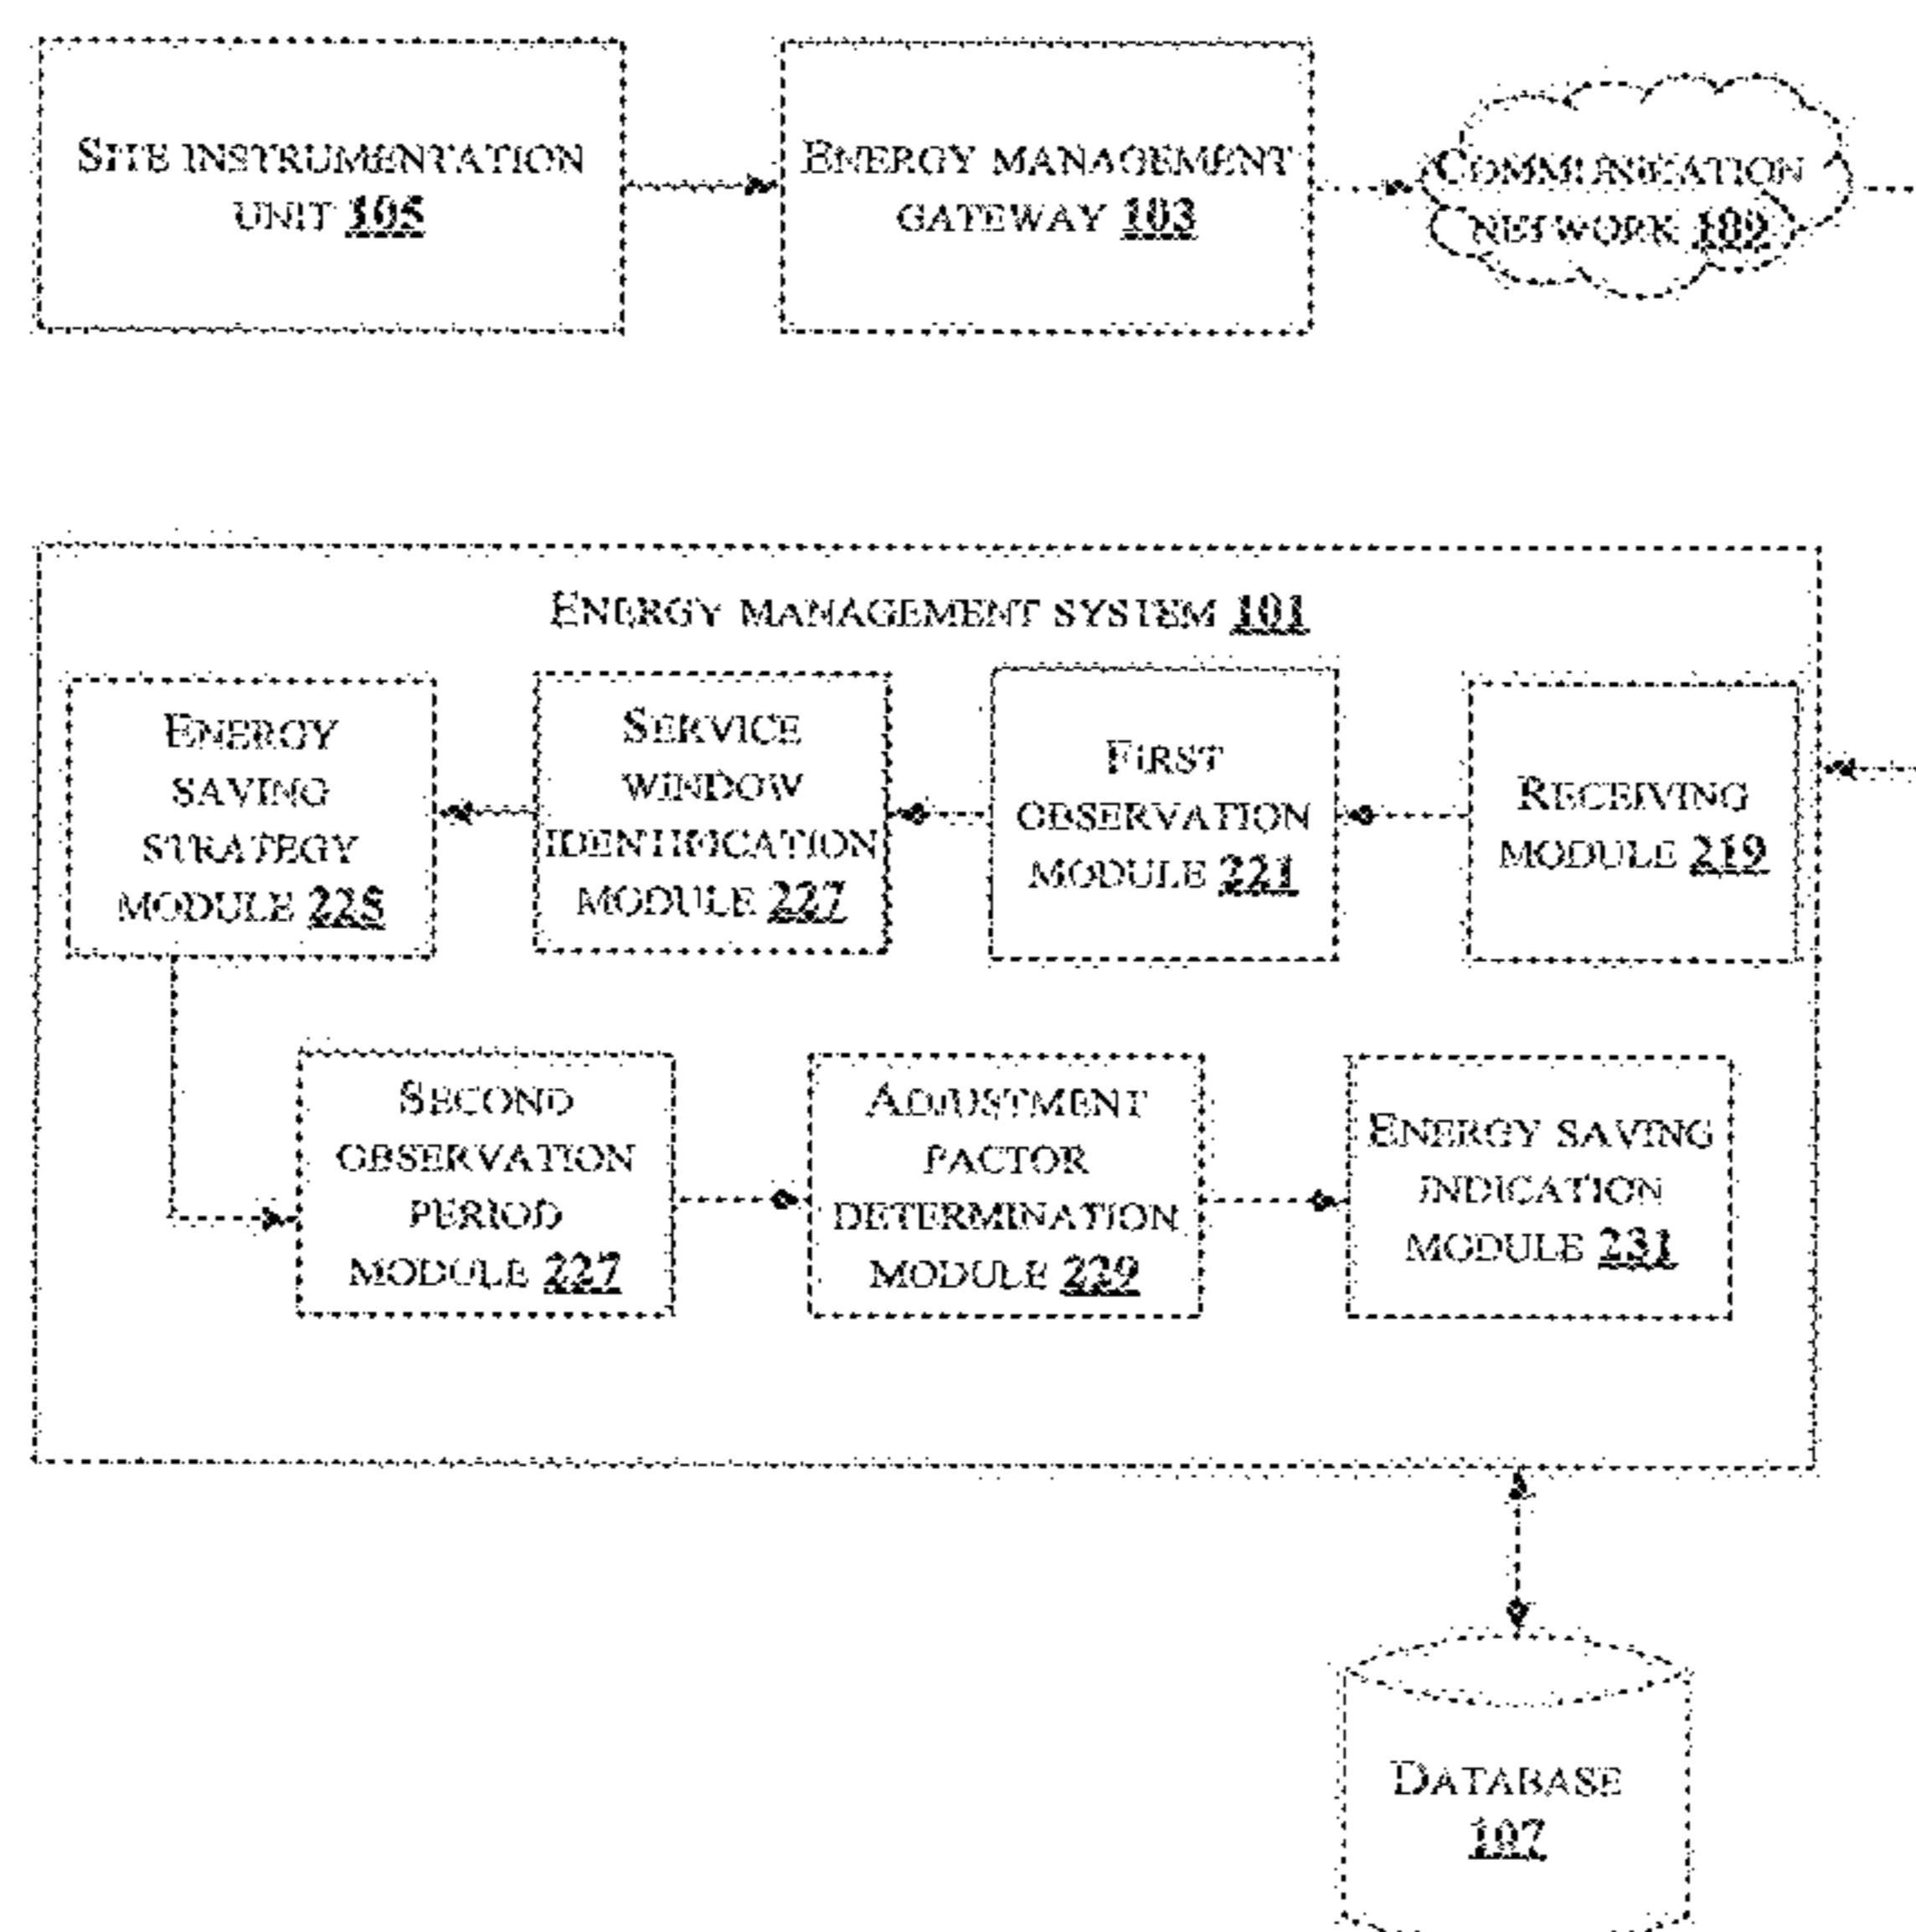 SITE INSTRUMENTATION
UNIT 105
ENERGY MANAGEMENT
GATEWAY 103
COMMUNICATION
NETWORK 109
ENERGY MANAGEMENT SYSTEM 101
ENERGY
SAVING
STRATEGY
MODULE 225
SERVICE
WINDOW
IDENTIFICATION
MODULE 227
FIRST
OBSERVATION
MODULE 221
RECEIVING
MODULE 219
SECOND
OBSERVATION
PERIOD
MODULE 227
ADJUSTMENT
FACTOR
DETERMINATION
MODULE 229
ENERGY SAVING
INDICATION
MODULE 231
DATABASE
107